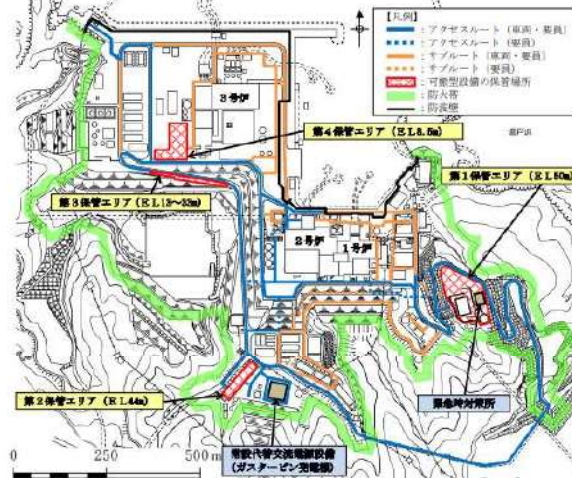 【凡例】
：アクセスルート（車両・要員）
：アクセスルート（要員）
：サブルート（車両・要員）
：サブルート（要員）
：可搬型設備の保管場所
：防火帯
：防波壁
3号炉
第4保管エリア（EL8.5m）
第1保管エリア（EL50m）
第3保管エリア（EL13～33m）
2号炉
1号炉
第2保管エリア（EL44m）
緊急時対策所
常設代替交流電源設備
（ガスタービン発電機）
0
500 m